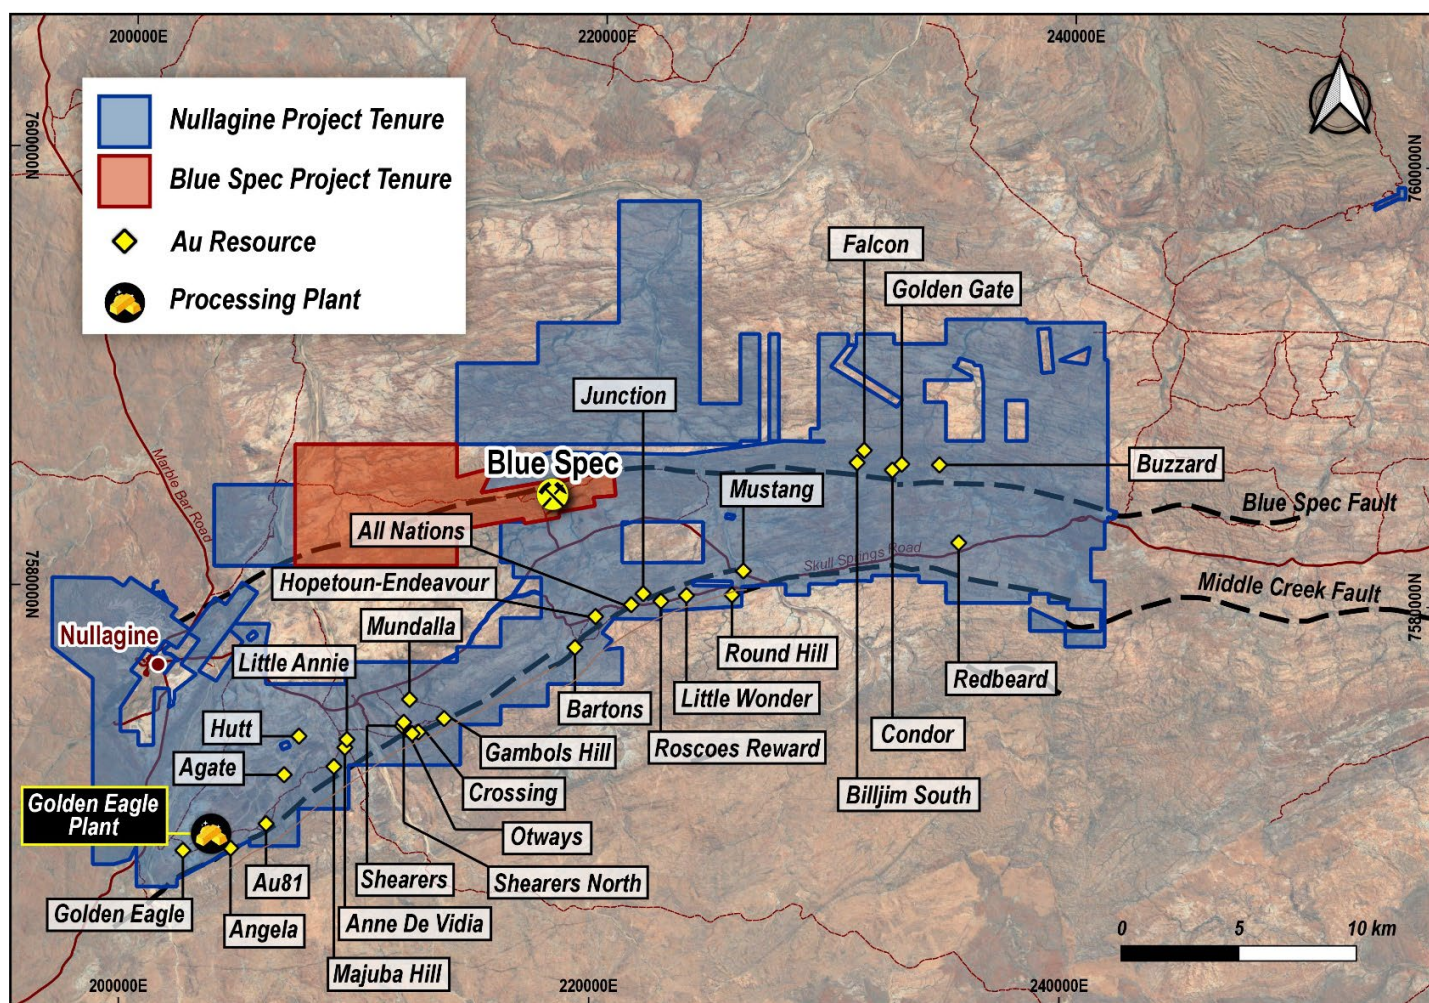 200000E
220000E
240000E
7600000N
7600000N
Nullagine Project Tenure
Blue Spec Project Tenure
Au Resource
Processing Plant
Falcon
Golden Gate
Junction
Marble Bar Road
Blue Spec
Mustang
Buzzard
Blue Spec Fault
All Nations
Skull Springs Road
Hopetoun-Endeavour
Middle Creek Fault
7580000N
7580000N
Mundalla
Nullagine
Little Annie
Round Hill
Redbeard
Little Wonder
Bartons
Hutt
Gambols Hill
Roscoes Reward
Condor
Agate
Crossing
Billjim South
Golden Eagle
Plant
Otways
Au81
Shearers
Shearers North
Golden Eagle
Angela
Anne De Vidia
Majuba Hill
0
5
10 km
200000E
220000E
240000E